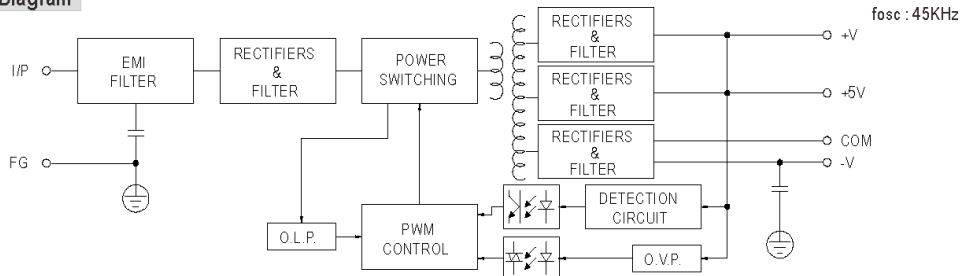 Diagram
fosc : 45KHz
I/P
EMI
FILTER
RECTIFIERS
&
FILTER
POWER
SWITCHING
RECTIFIERS
&
FILTER
+V
RECTIFIERS
&
FILTER
+5V
RECTIFIERS
&
FILTER
COM
-V
FG
O.L.P.
PWM
CONTROL
DETECTION
CIRCUIT
O.V.P.